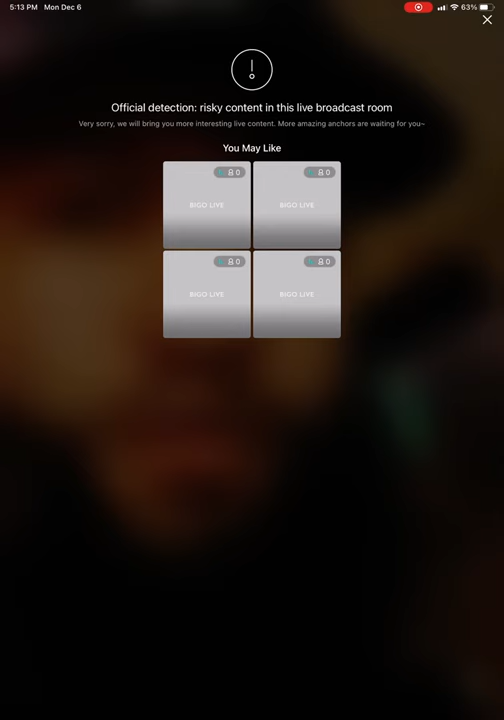 5:13 PM Mon Dec 6
63%
Official detection: risky content in this live broadcast room
Very sorry, we will bring you more interesting live content. More amazing anchors are waiting for you~
You May Like
0
0
BIGO LIVE
BIGO LIVE
0
0
BIGO LIVE
BIGO LIVE